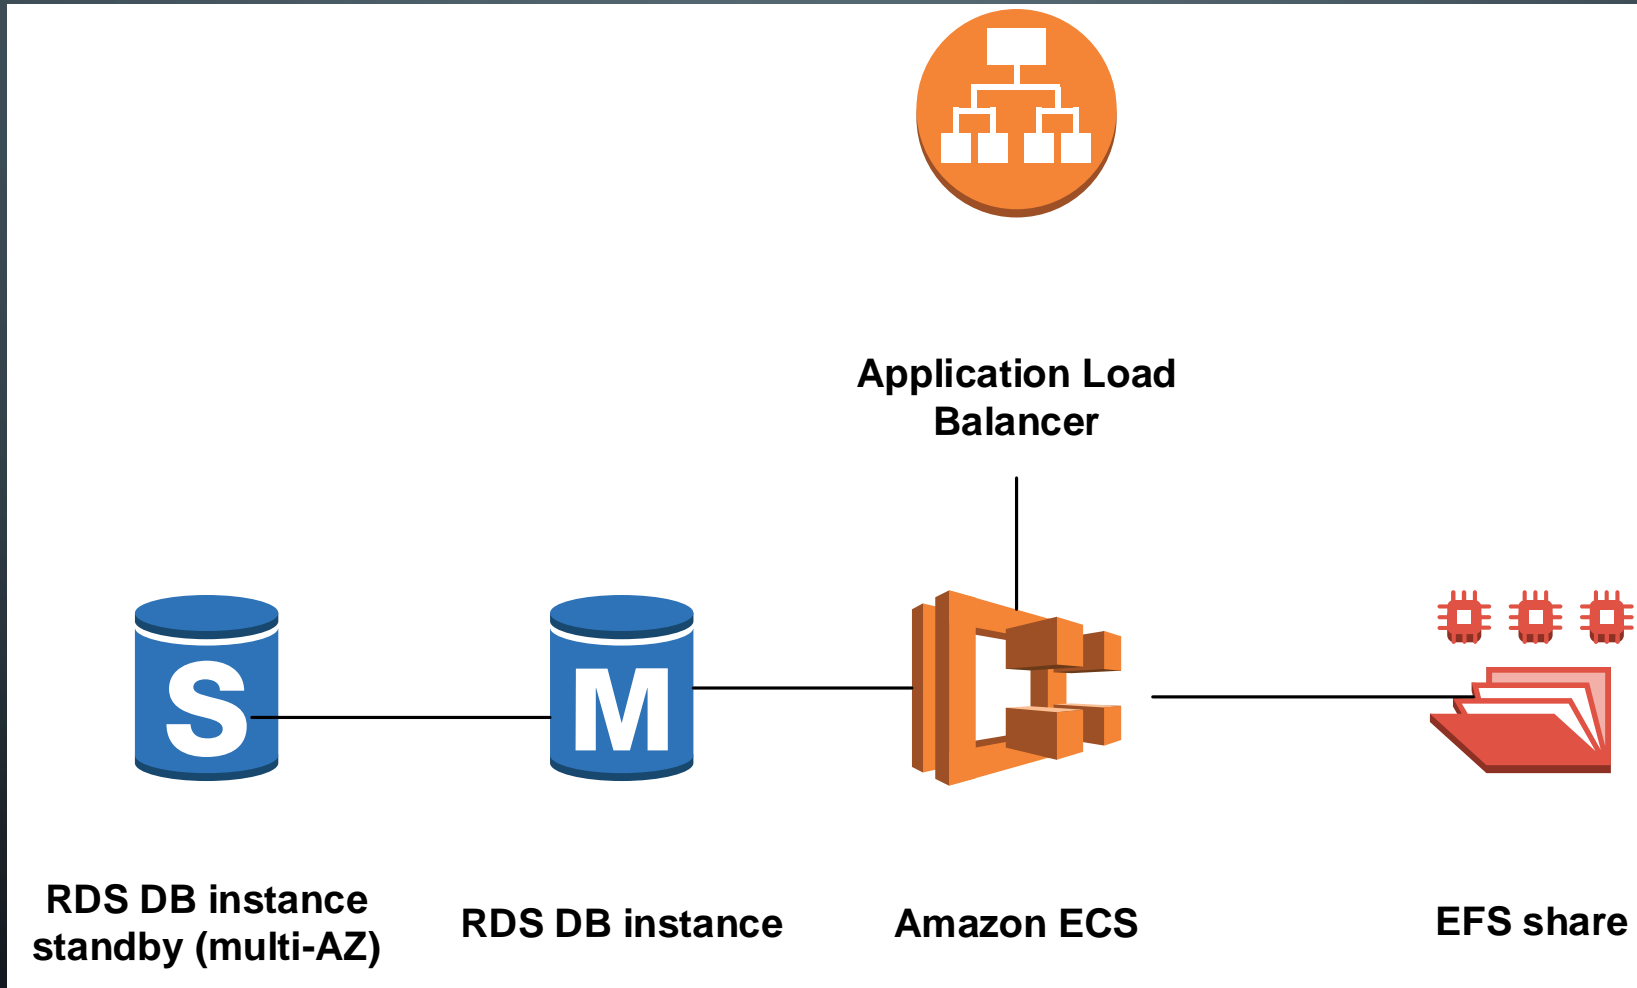 Application Load
Balancer
S
M
RDS DB instance
standby (multi-AZ)
RDS DB instance
Amazon ECS
EFS share